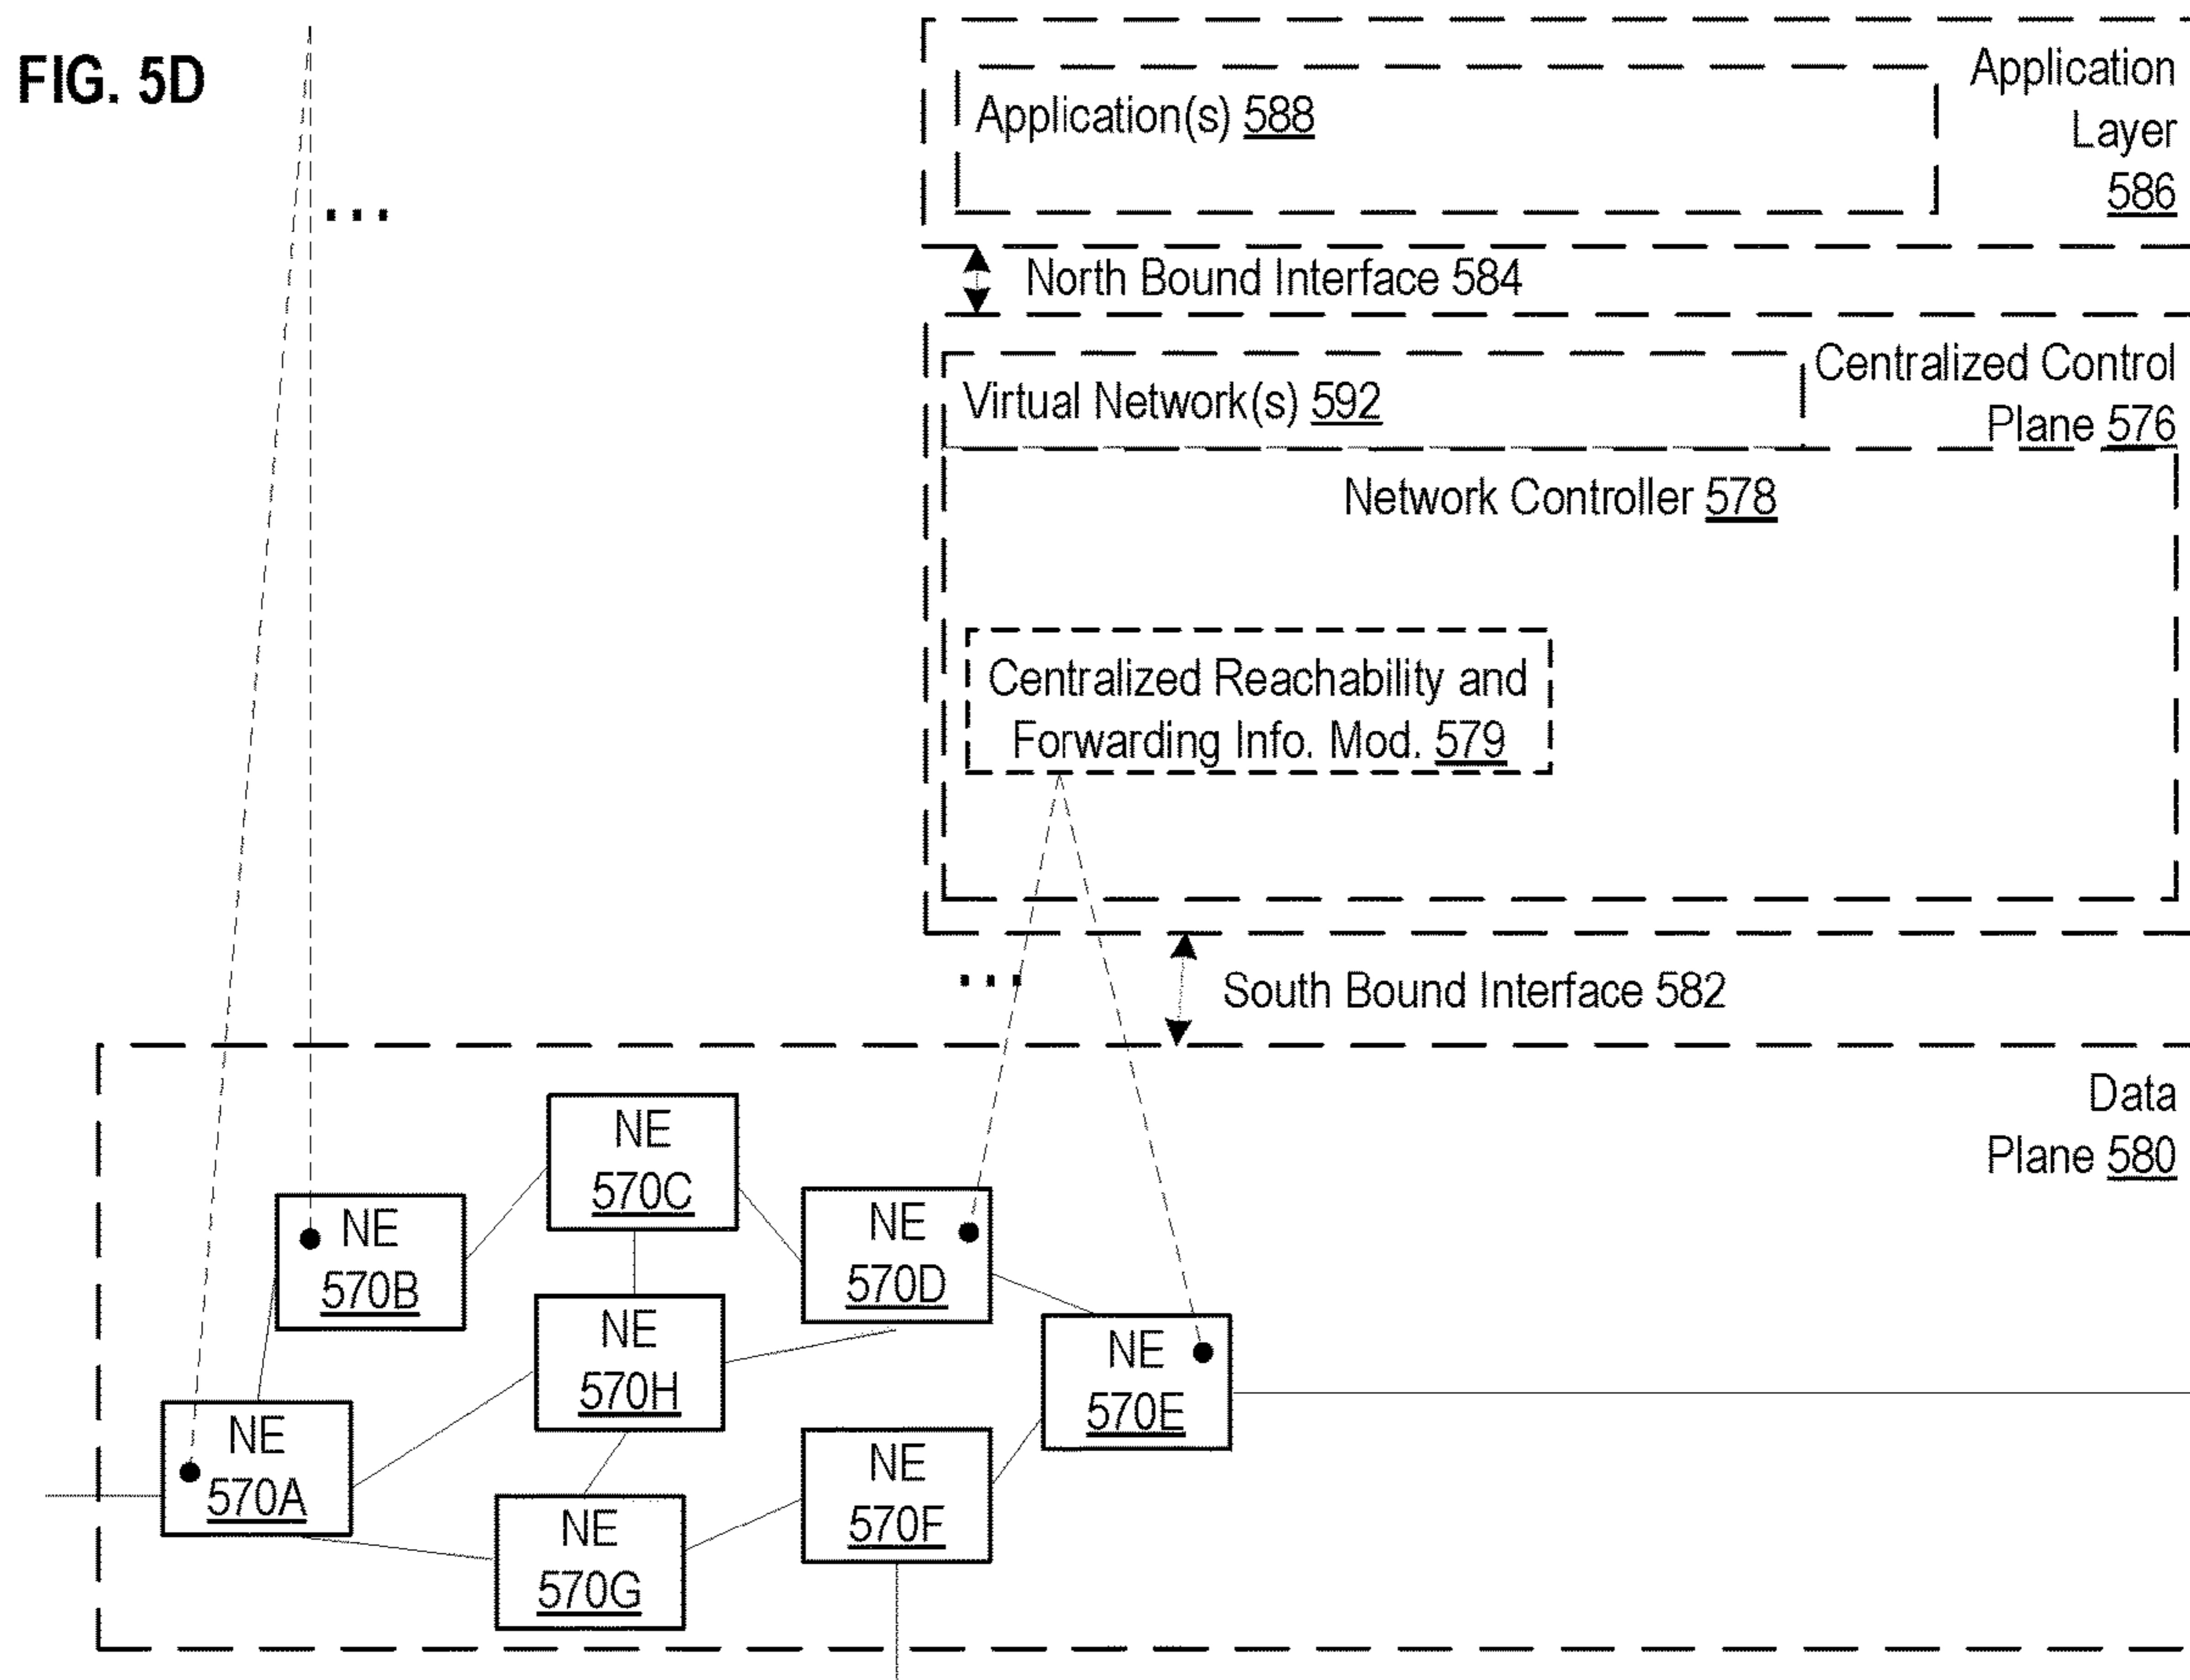 FIG. 5D
Application(s) 588
Application
Layer
586
North Bound Interface 584
Virtual Network(s) 592
Centralized Control
Plane 576
Network Controller 578
Centralized Reachability and
Forwarding Info. Mod. 579
South Bound Interface 582
Data
Plane 580
NE
570C
NE
570B
NE
570D
NE
570H
NE
570E
NE
570A
NE
570F
NE
570G